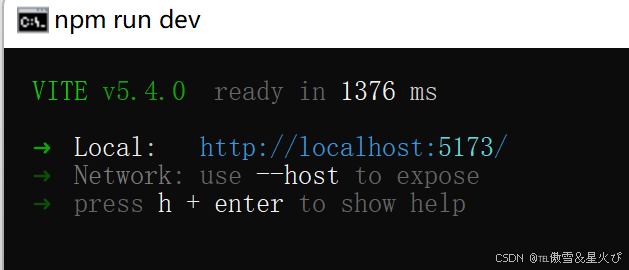 npm run dev
VITE v5.4.0 ready in 1376 ms
➜ Local: http://localhost:5173/
➜ Network: use --host to expose
➜ press h + enter to show help
CSDN @℡傲雪&星火び